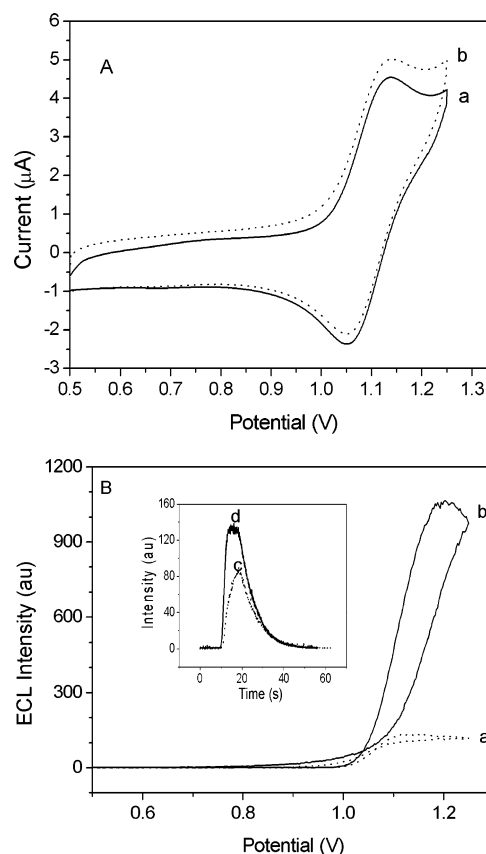 6
5
4
3
2
1
0
-1
-2
-3
A
b
a
Current (μA)
0.5 0.6 0.7 0.8 0.9 1.0 1.1 1.2 1.3
Potential (V)
B
1200
900
600
300
0
ECL Intensity (au)
160
120
80
40
0
Intensity (au)
d
c
0 20 40 60
Time (s)
b
a
0.6 0.8 1.0 1.2
Potential (V)